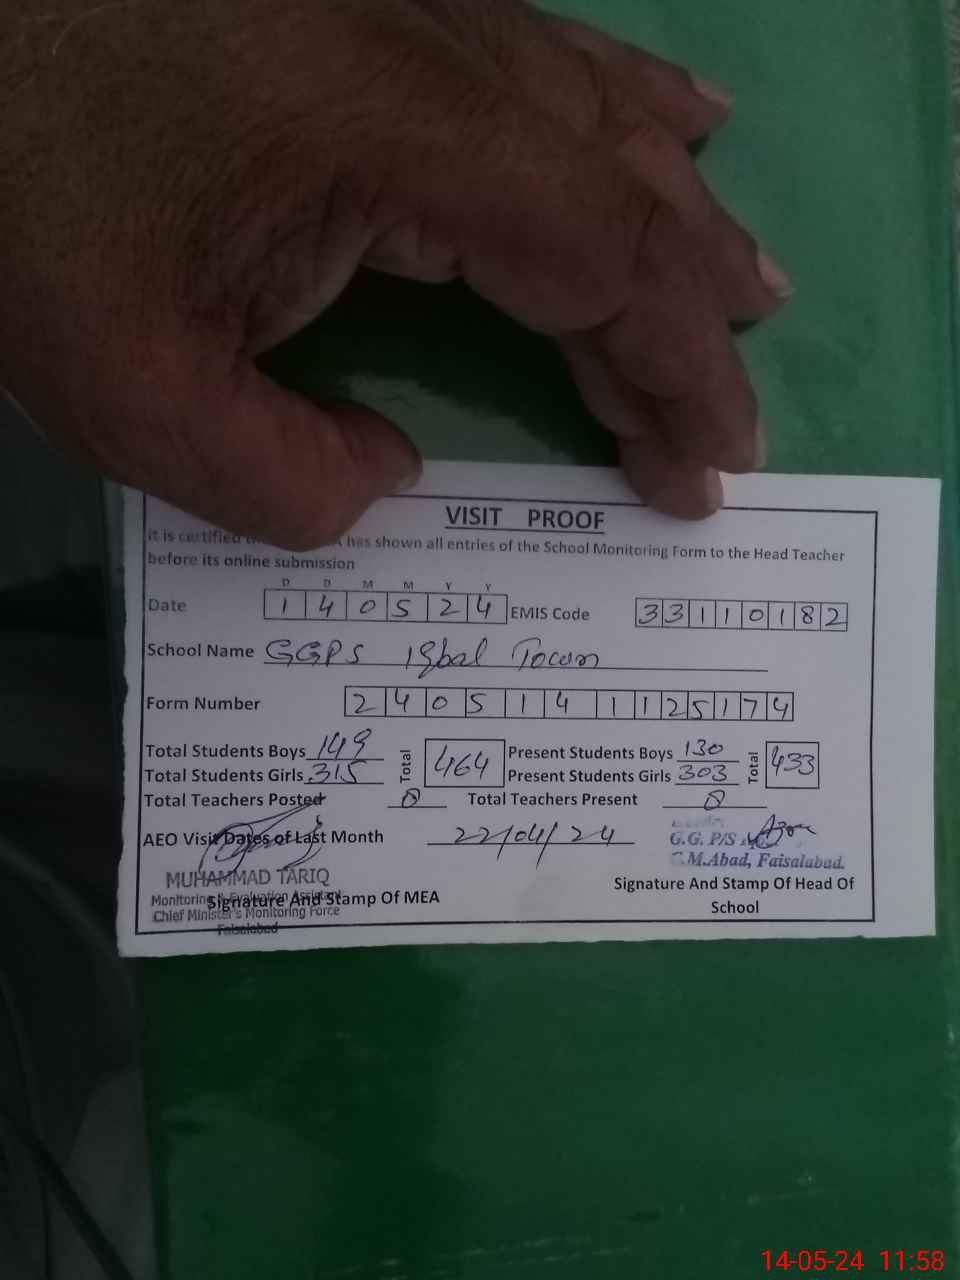 VISIT PROOF
it is certified has shown all entries of the School Monitoring Form to the Head Teacher
before its online submission
D D M M Y Y
Date 1 4 0 5 2 4 EMIS Code 3 3 1 1 0 1 8 2
School Name GGPS Iqbal Town
Form Number 2 4 0 5 1 4 1 1 2 5 1 7 4
Total Students Boys 149 Total 464 Present Students Boys 130 Total 433
Total Students Girls 315 Present Students Girls 303
Total Teachers Posted 8 Total Teachers Present 8
AEO Visit Dates of Last Month 22/04/24
G.G. P/S
G.M.Abad, Faisalabad.
MUHAMMAD TARIQ
Monitoring & Evaluation Assistant
Signature And Stamp Of MEA
Chief Minister's Monitoring Force
Faisalabad
Signature And Stamp Of Head Of
School
14-05-24 11:58